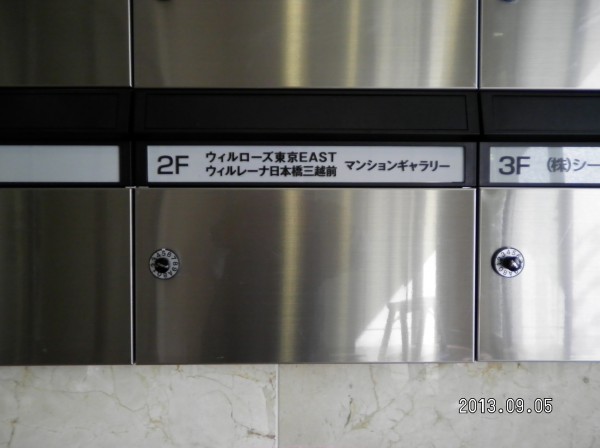 2F
ウィルローズ東京EAST
ウィルレーナ日本橋三越前
マンションギャラリー
3F (株)シー
2013.09.05